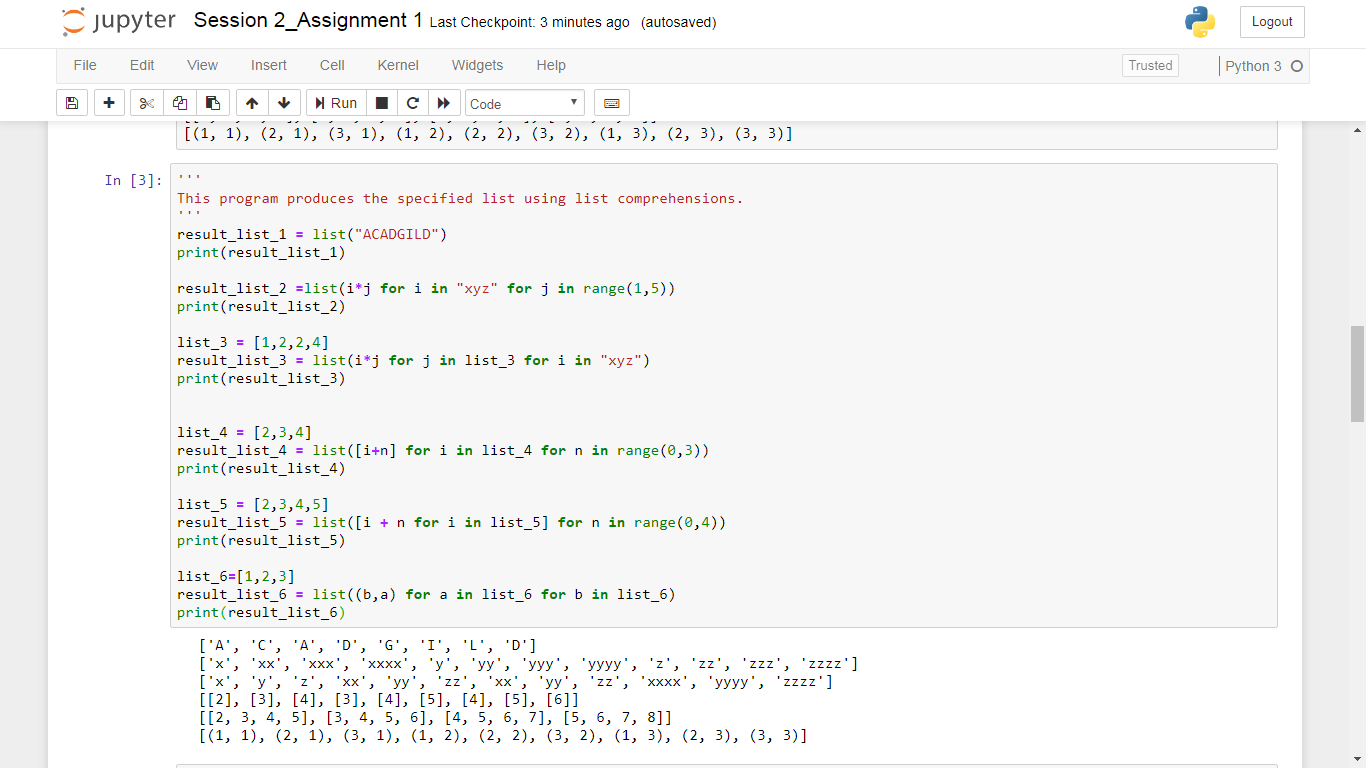 jupyter Session 2_Assignment 1 Last Checkpoint: 3 minutes ago (autosaved) Logout
File Edit View Insert Cell Kernel Widgets Help Trusted Python 3
Run Code
[(1, 1), (2, 1), (3, 1), (1, 2), (2, 2), (3, 2), (1, 3), (2, 3), (3, 3)]
In [3]: '''
This program produces the specified list using list comprehensions.
'''
result_list_1 = list("ACADGILD")
print(result_list_1)
result_list_2 =list(i*j for i in "xyz" for j in range(1,5))
print(result_list_2)
list_3 = [1,2,2,4]
result_list_3 = list(i*j for j in list_3 for i in "xyz")
print(result_list_3)
list_4 = [2,3,4]
result_list_4 = list([i+n] for i in list_4 for n in range(0,3))
print(result_list_4)
list_5 = [2,3,4,5]
result_list_5 = list([i + n for i in list_5] for n in range(0,4))
print(result_list_5)
list_6=[1,2,3]
result_list_6 = list((b,a) for a in list_6 for b in list_6)
print(result_list_6)
['A', 'C', 'A', 'D', 'G', 'I', 'L', 'D']
['x', 'xx', 'xxx', 'xxxx', 'y', 'yy', 'yyy', 'yyyy', 'z', 'zz', 'zzz', 'zzzz']
['x', 'y', 'z', 'xx', 'yy', 'zz', 'xx', 'yy', 'zz', 'xxxx', 'yyyy', 'zzzz']
[[2], [3], [4], [3], [4], [5], [4], [5], [6]]
[[2, 3, 4, 5], [3, 4, 5, 6], [4, 5, 6, 7], [5, 6, 7, 8]]
[(1, 1), (2, 1), (3, 1), (1, 2), (2, 2), (3, 2), (1, 3), (2, 3), (3, 3)]